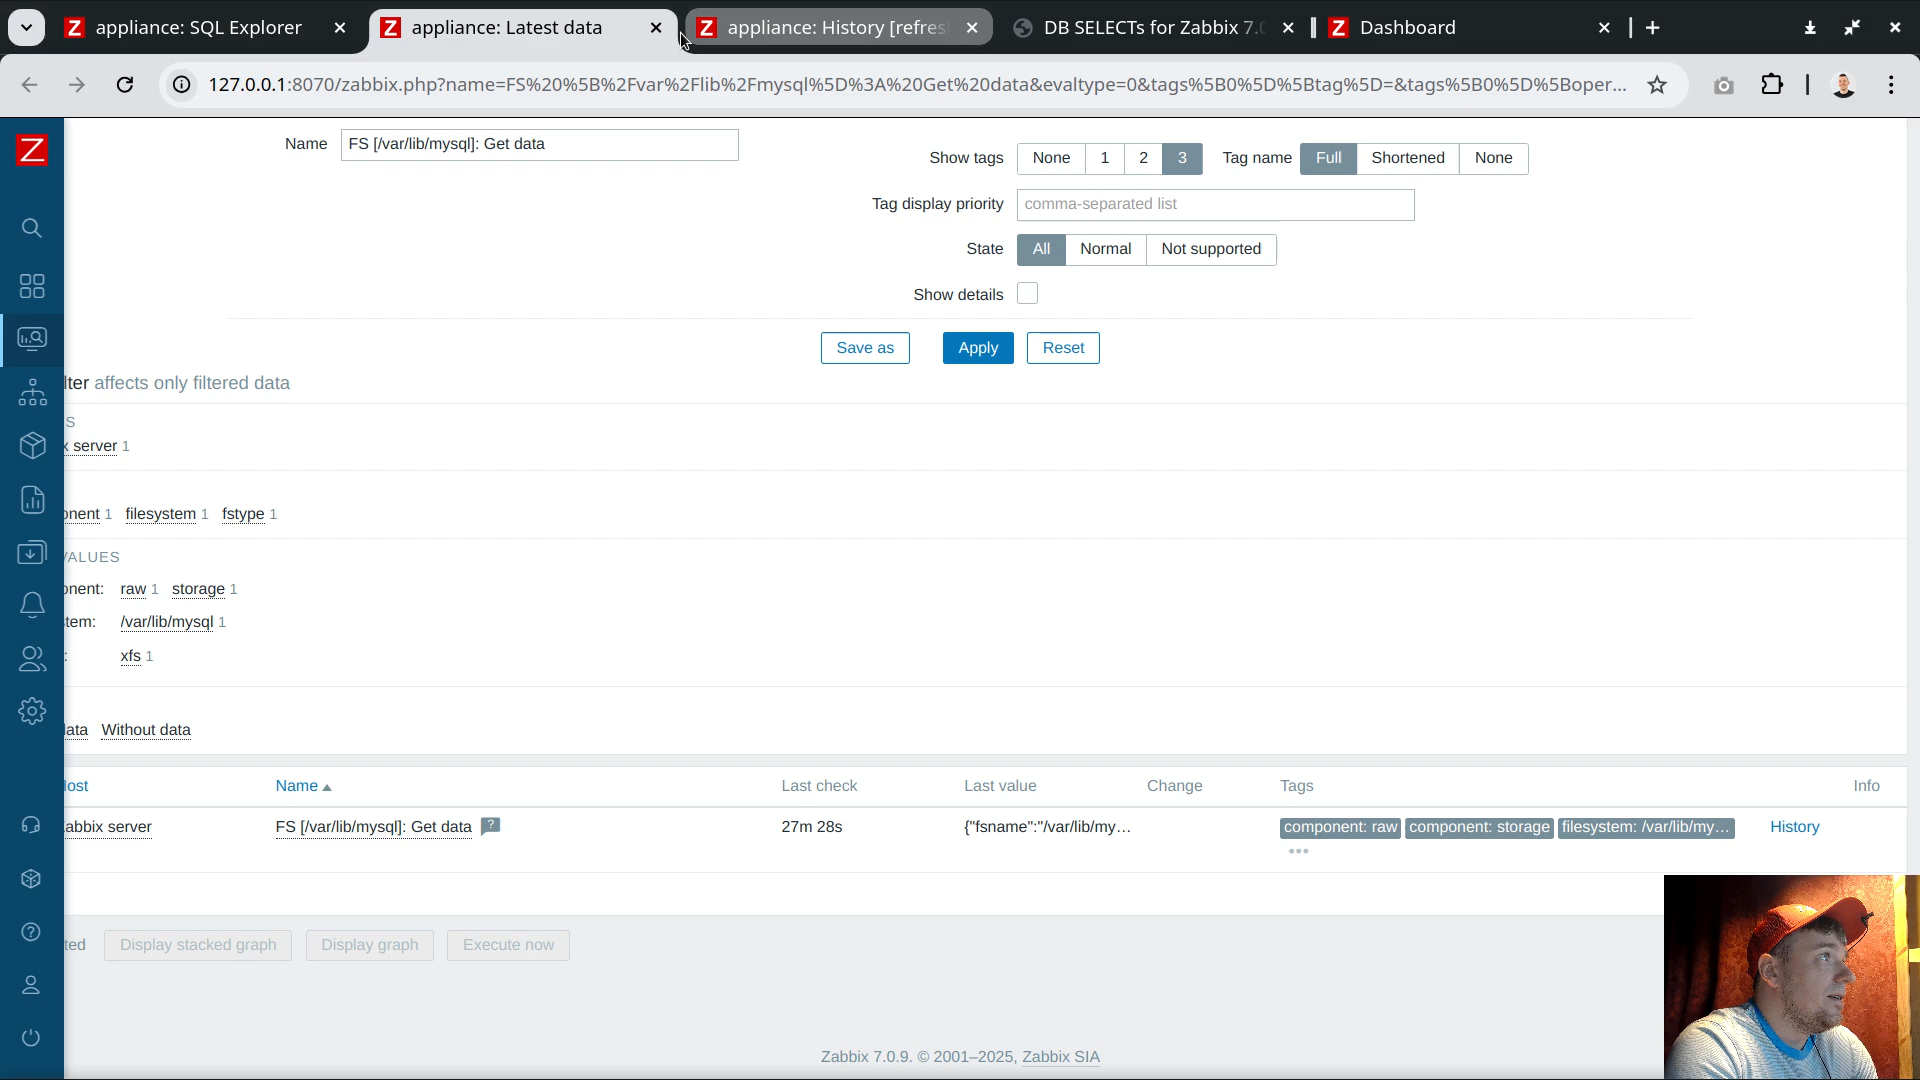 appliance: SQL Explorer
appliance: Latest data
appliance: History [refres
DB SELECTs for Zabbix 7.0
Dashboard
127.0.0.1:8070/zabbix.php?name=FS%20%5B%2Fvar%2Flib%2Fmysql%5D%3A%20Get%20data&evaltype=0&tags%5B0%5D%5Btag%5D=&tags%5B0%5D%5Boper...
Name FS [/var/lib/mysql]: Get data
Show tags None 1 2 3 Tag name Full Shortened None
Tag display priority comma-separated list
State All Normal Not supported
Show details
Save as Apply Reset
lter affects only filtered data
S
x server 1
onent 1 filesystem 1 fstype 1
VALUES
onent: raw 1 storage 1
tem: /var/lib/mysql 1
: xfs 1
lata Without data
Host Name Last check Last value Change Tags Info
Zabbix server FS [/var/lib/mysql]: Get data ? 27m 28s {"fsname":"/var/lib/my... component: raw component: storage filesystem: /var/lib/my... History
ted Display stacked graph Display graph Execute now
Zabbix 7.0.9. © 2001–2025, Zabbix SIA